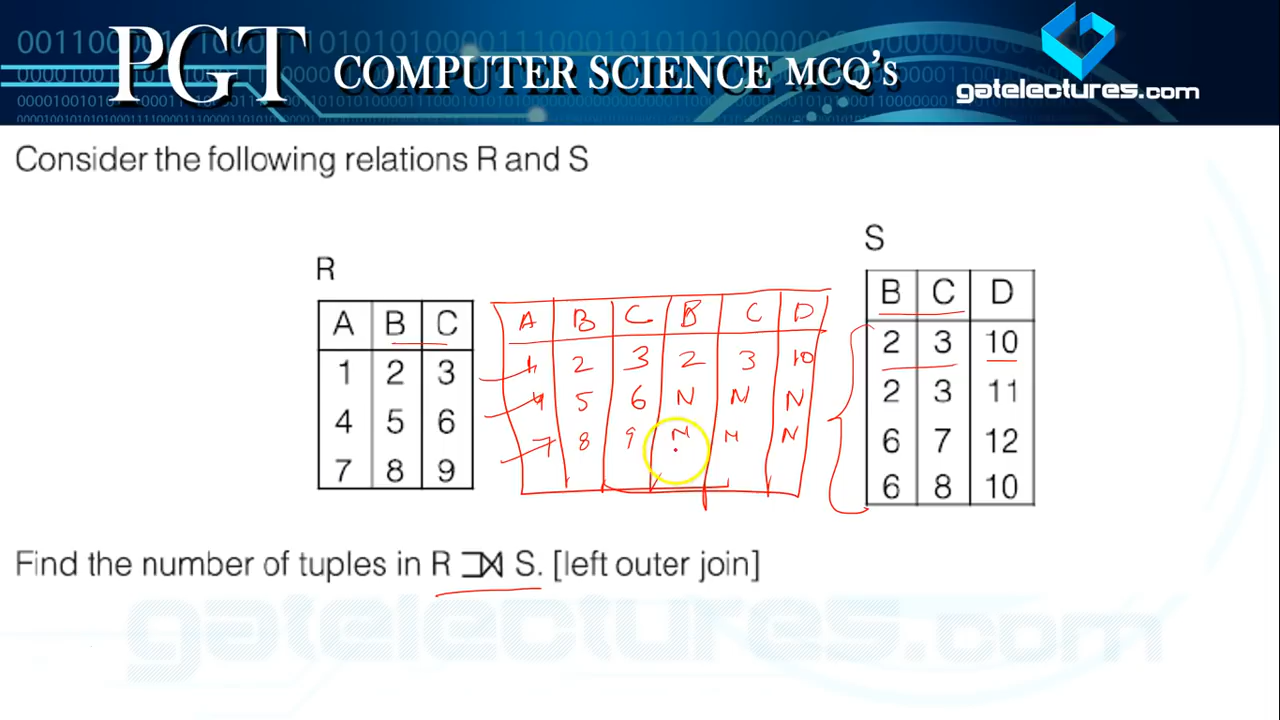 PGT COMPUTER SCIENCE MCQ's
gatelectures.com
Consider the following relations R and S
R
A B C
1 2 3
4 5 6
7 8 9
A B C B C D
1 2 3 2 3 10
4 5 6 N N N
7 8 9 N N N
S
B C D
2 3 10
2 3 11
6 7 12
6 8 10
Find the number of tuples in R ⟕ S. [left outer join]
gatelectures.com